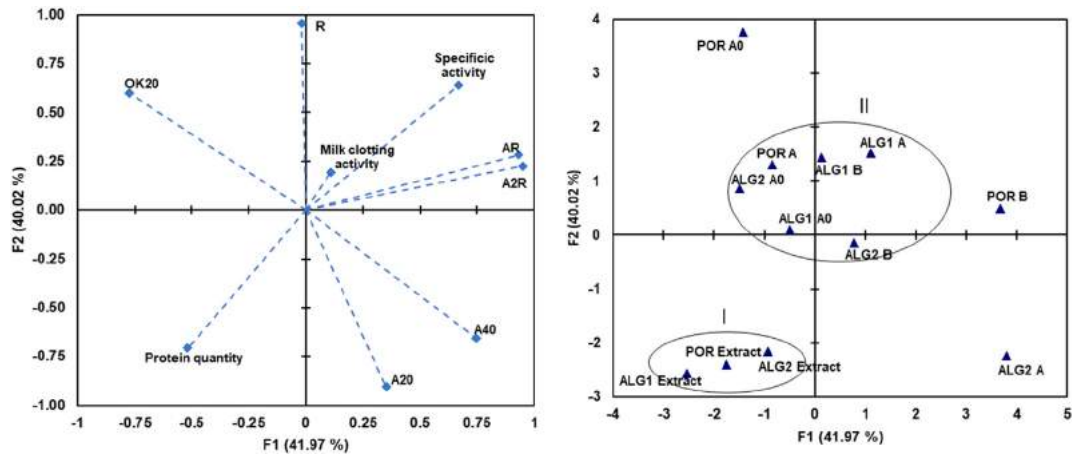 1.00
0.75
0.50
0.25
0.00
-0.25
-0.50
-0.75
-1.00
F2 (40.02 %)
R
Specificic
activity
OK20
Milk clotting
activity
AR
A2R
A40
Protein quantity
A20
-1
-0.75
-0.5
-0.25
0
0.25
0.5
0.75
1
F1 (41.97 %)
4
3
2
1
0
-1
-2
-3
F2 (40.02 %)
POR A0
II
ALG1 A
POR A
ALG1 B
ALG2 A0
POR B
ALG1 A0
ALG2 B
I
POR Extract
ALG2 Extract
ALG1 Extract
ALG2 A
-4
-3
-2
-1
0
1
2
3
4
5
F1 (41.97 %)